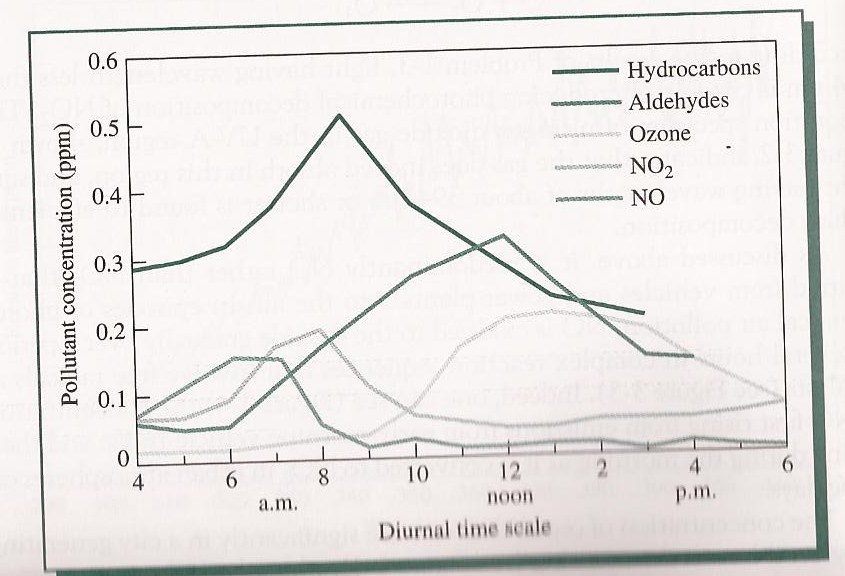 0.6
0.5
0.4
0.3
0.2
0.1
0
Pollutant concentration (ppm)
Hydrocarbons
Aldehydes
Ozone
NO2
NO
4 6 8 10 12 2 4 6
a.m. noon p.m.
Diurnal time scale